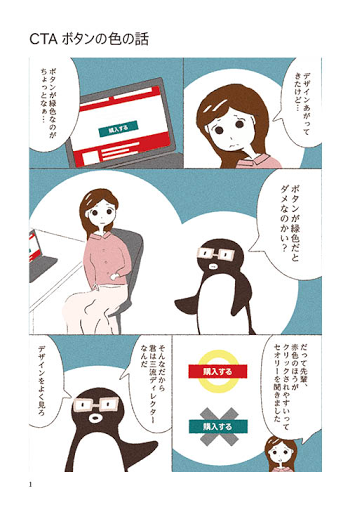 CTA ボタンの色の話
デザインあがって
きたけど…
ボタンが緑色なのが
ちょっとなぁ…
購入する
ボタンが緑色だと
ダメなのかい？
だって先輩、
赤色のほうが
クリックされやすいって
セオリーを聞きました
購入する
購入する
そんなだから
君は三流ディレクター
なんだ
デザインをよく見ろ
1